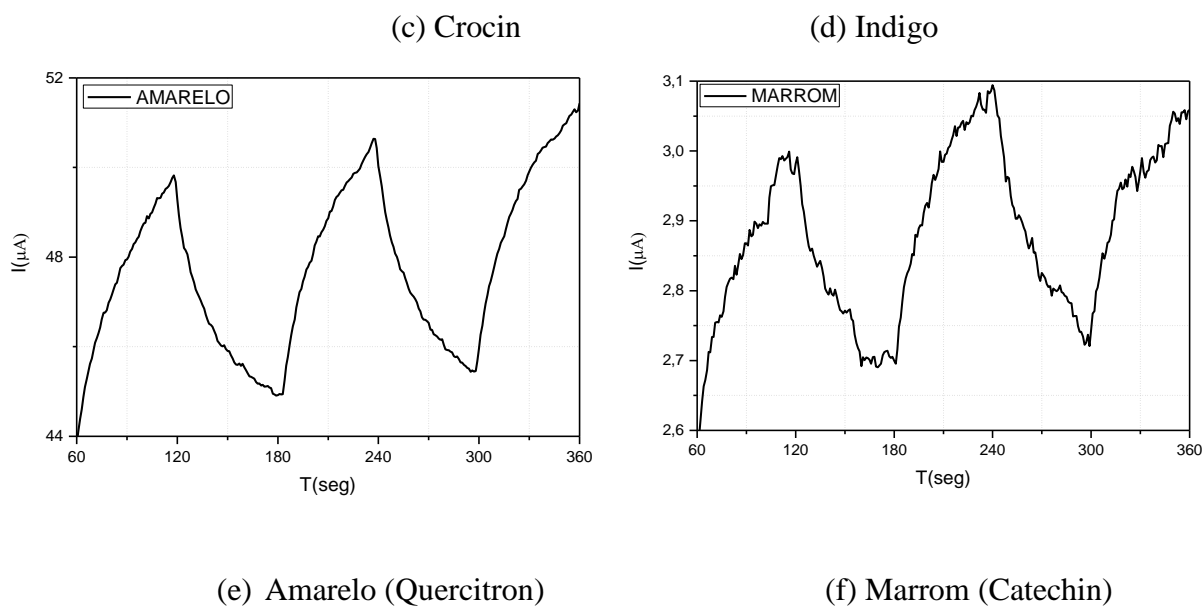 (c) Crocin
(d) Indigo
52
48
44
I(μA)
AMARELO
60 120 180 240 300 360
T(seg)
3,1
3,0
2,9
2,8
2,7
2,6
I(μA)
MARROM
60 120 180 240 300 360
T(seg)
(e) Amarelo (Quercitron)
(f) Marrom (Catechin)